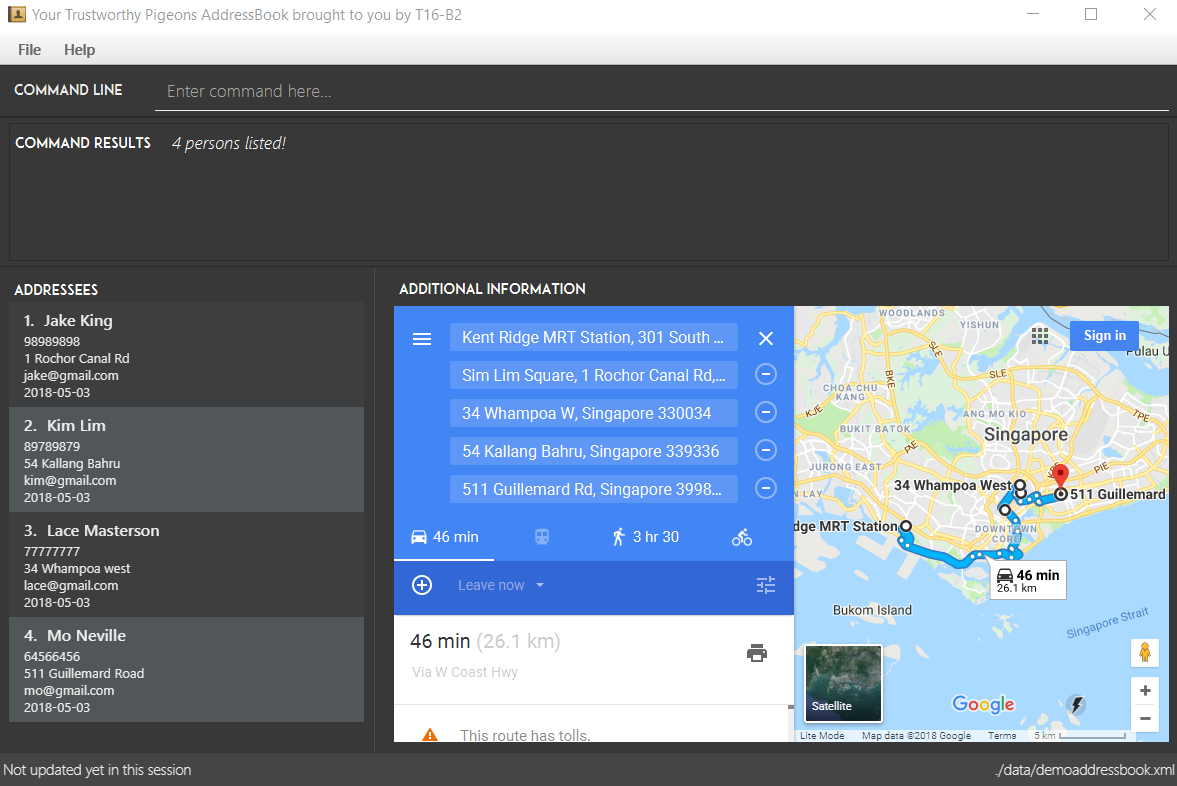 Your Trustworthy Pigeons AddressBook brought to you by T16-B2
File Help
COMMAND LINE Enter command here...
COMMAND RESULTS 4 persons listed!
ADDRESSEES
1. Jake King
98989898
1 Rochor Canal Rd
jake@gmail.com
2018-05-03
2. Kim Lim
89789879
54 Kallang Bahru
kim@gmail.com
2018-05-03
3. Lace Masterson
77777777
34 Whampoa west
lace@gmail.com
2018-05-03
4. Mo Neville
64566456
511 Guillemard Road
mo@gmail.com
2018-05-03
ADDITIONAL INFORMATION
Kent Ridge MRT Station, 301 South ...
Sim Lim Square, 1 Rochor Canal Rd,...
34 Whampoa W, Singapore 330034
54 Kallang Bahru, Singapore 339336
511 Guillemard Rd, Singapore 3998...
46 min 3 hr 30
Leave now
46 min (26.1 km)
Via W Coast Hwy
This route has tolls.
WOODLANDS
YISHUN
Sign in
Pulau U
SLE
SLE
BKE
CHOA CHU
KANG
KJE
TPE
ANG MO KIO
BUKIT BATOK
Singapore
PIE
PIE
JURONG EAST
34 Whampoa West
511 Guillemard
N LAY
dge MRT Station
DOWNTOWN
CORE
46 min
26.1 km
Bukom Island
Singapore Strait
Satellite
Google
Lite Mode Map data ©2018 Google Terms 5 km
Not updated yet in this session ./data/demoaddressbook.xml